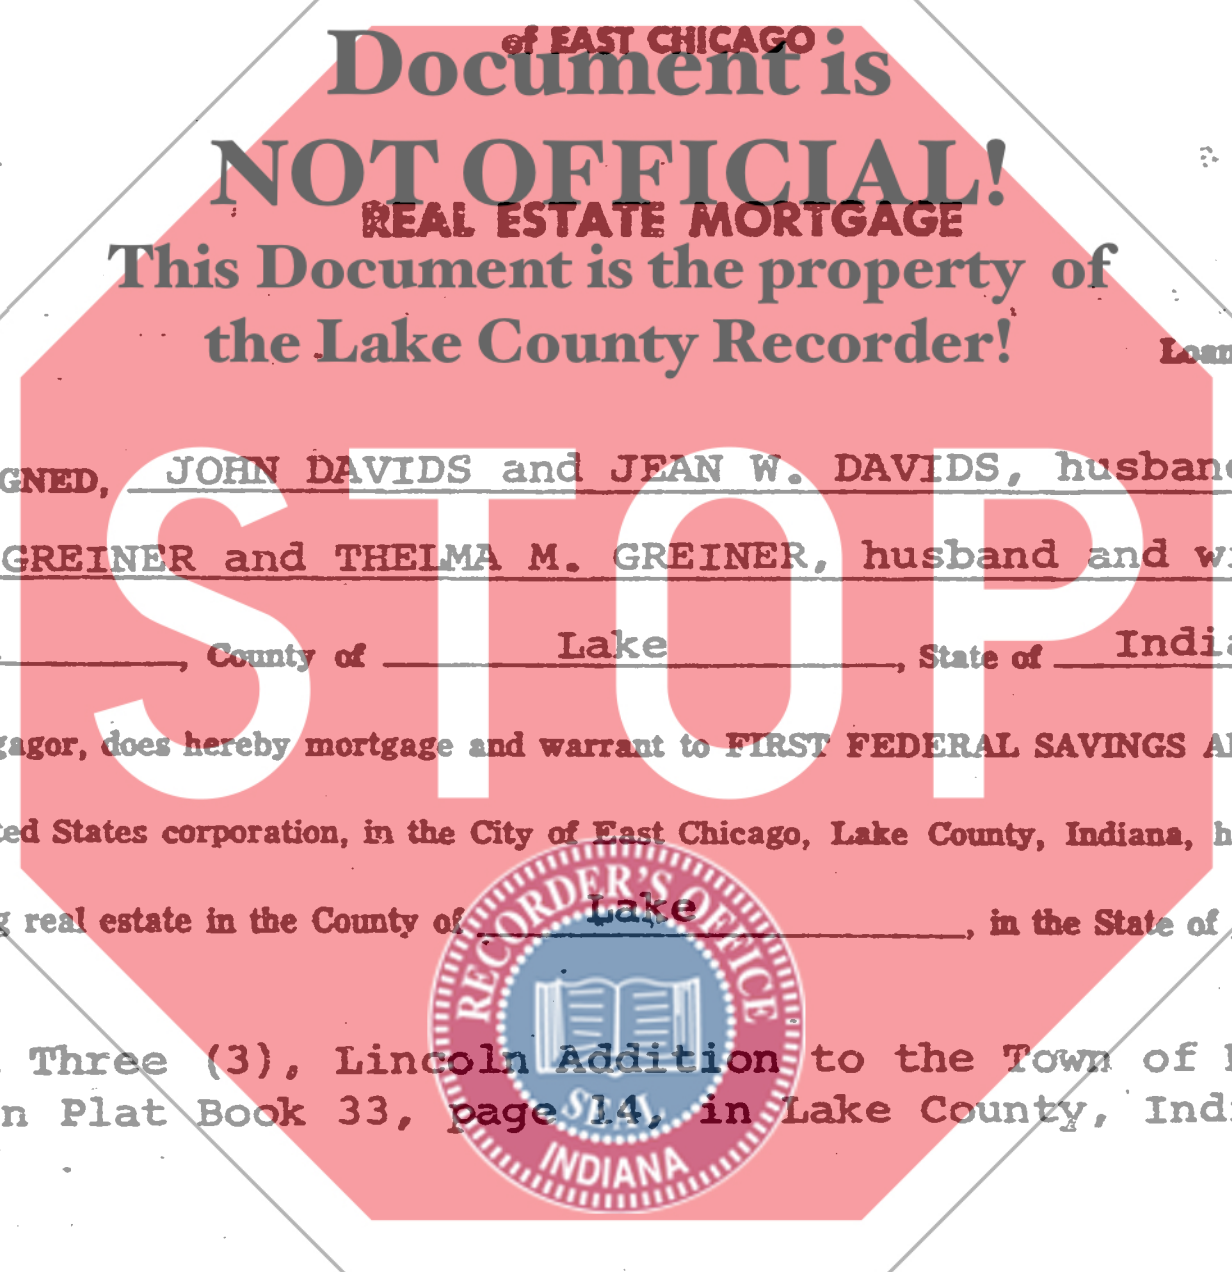 of EAST CHICAGO
Document is
NOT OFFICIAL!
REAL ESTATE MORTGAGE
This Document is the property of
the Lake County Recorder!
Loan
GNED, JOHN DAVIDS and JEAN W. DAVIDS, husban
GREINER and THELMA M. GREINER, husband and w
STOP
, County of Lake, State of Indi
gagor, does hereby mortgage and warrant to FIRST FEDERAL SAVINGS A
ed States corporation, in the City of East Chicago, Lake County, Indiana, h
g real estate in the County of Lake, in the State of
RECORDER'S OFFICE
Three (3), Lincoln Addition to the Town of
n Plat Book 33, page 14, in Lake County, Ind
SEAL
INDIANA